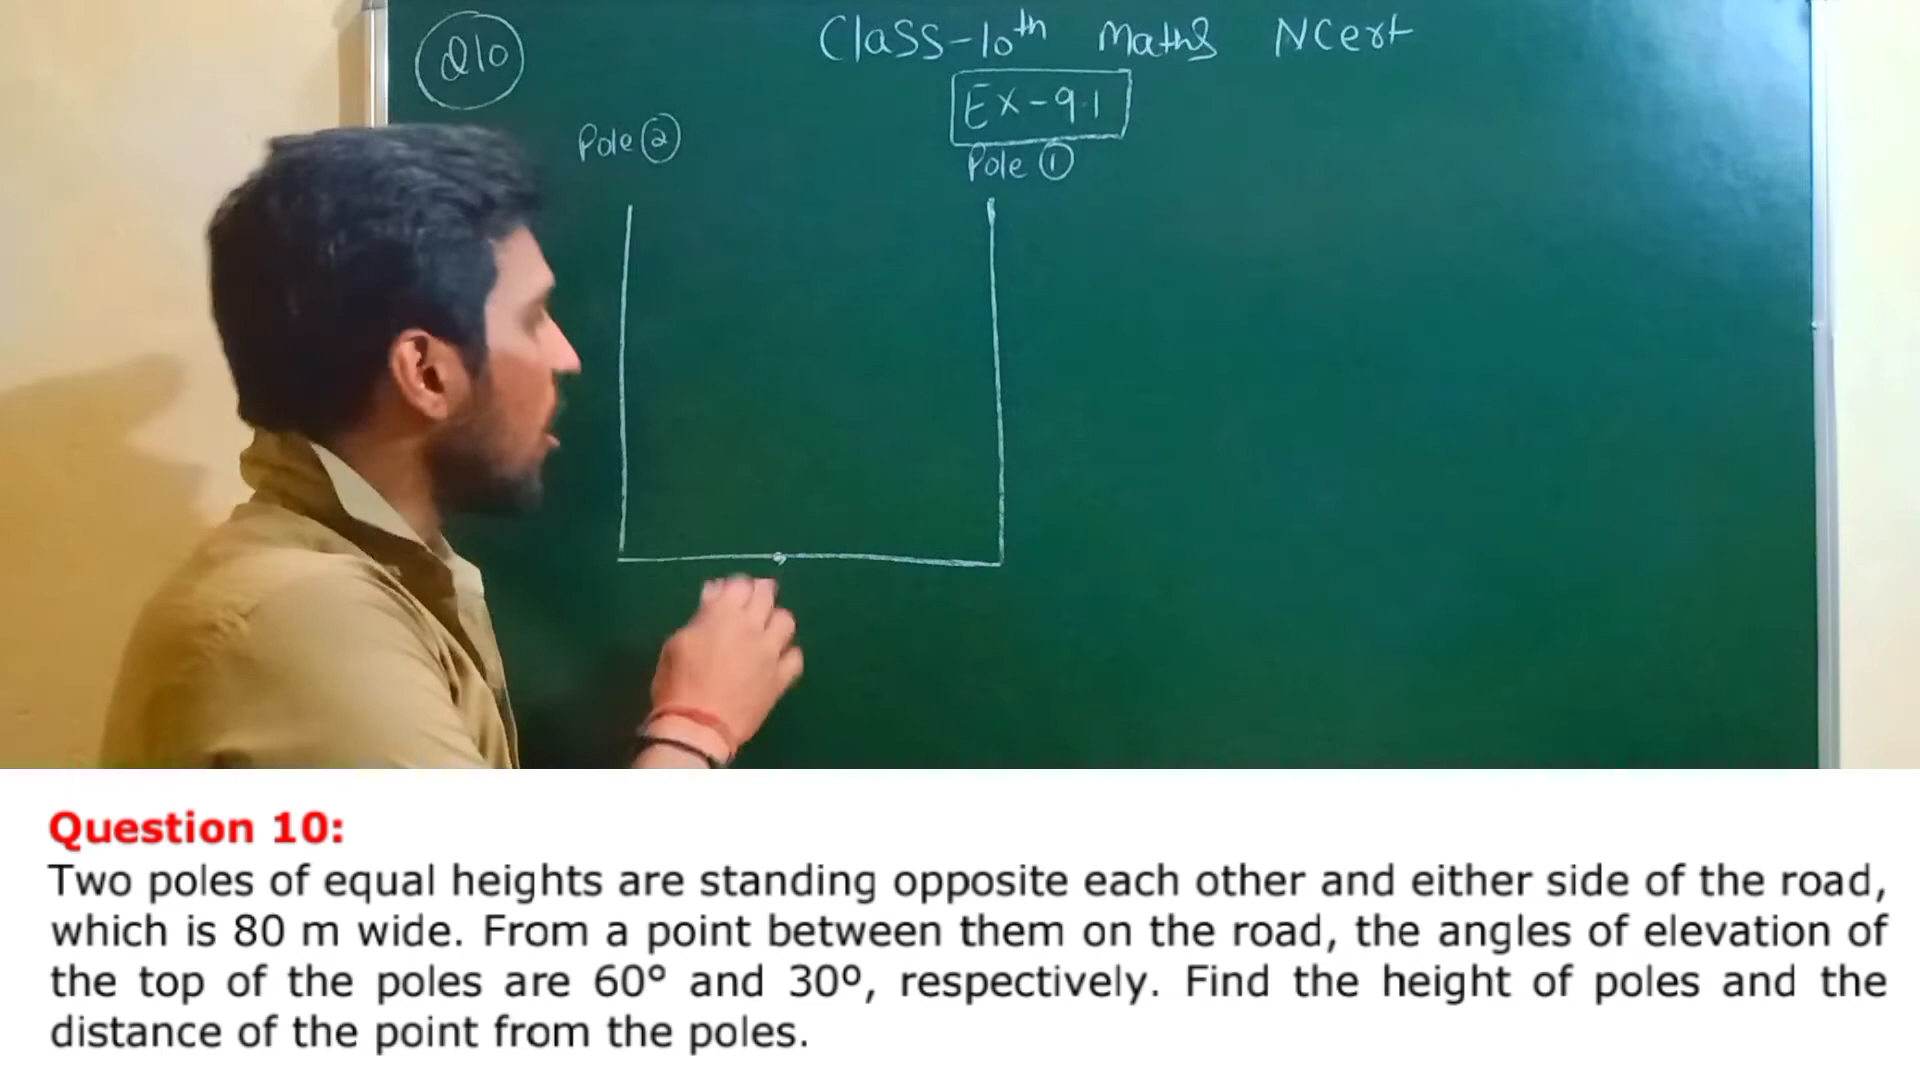 Q10
Class-10th Maths NCert
Ex-9.1
Pole ②
Pole ①
Question 10:
Two poles of equal heights are standing opposite each other and either side of the road,
which is 80 m wide. From a point between them on the road, the angles of elevation of
the top of the poles are 60° and 30º, respectively. Find the height of poles and the
distance of the point from the poles.